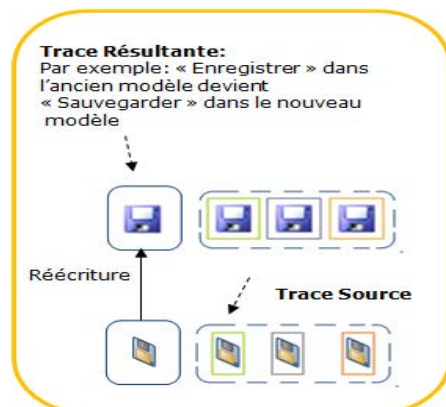 Trace Résultante:
Par exemple: « Enregistrer » dans
l'ancien modèle devient
« Sauvegarder » dans le nouveau
modèle
Réécriture
Trace Source